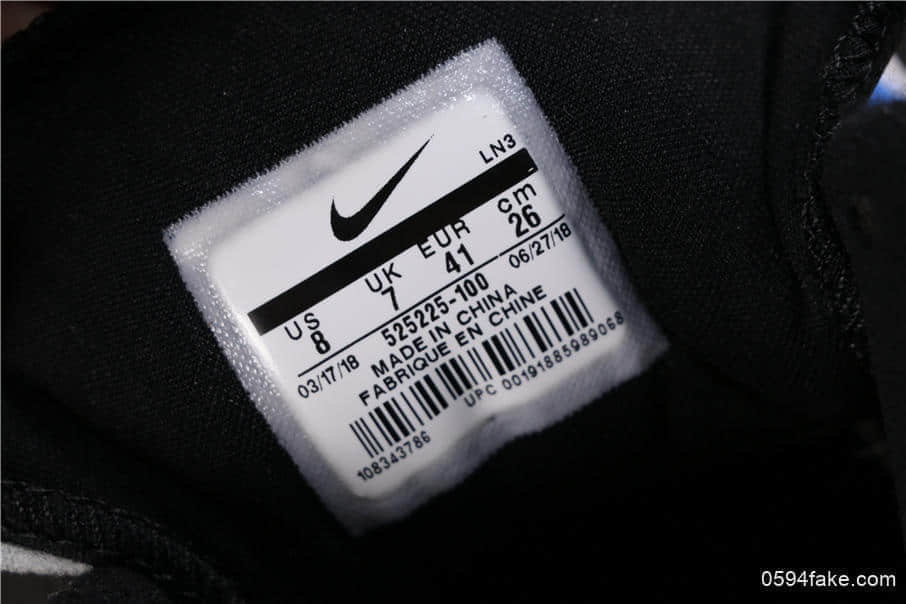 LN3
US UK EUR cm
8 7 41 26
03/17/18 525225-100 06/27/18
MADE IN CHINA
FABRIQUE EN CHINE
UPC 00191885989068
108343786
0594fake.com